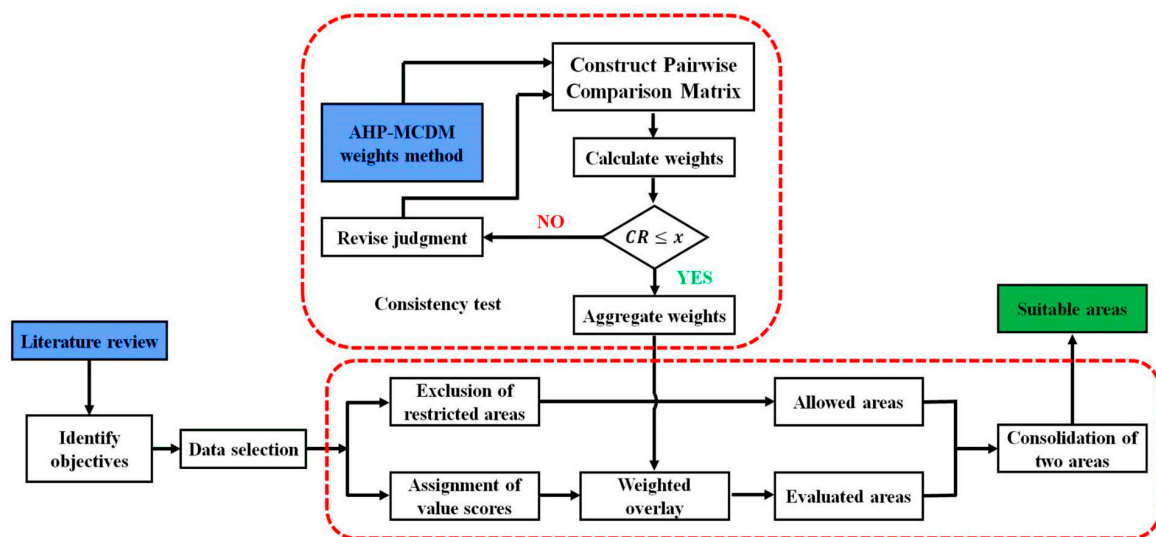 Construct Pairwise
Comparison Matrix
AHP-MCDM
weights method
Calculate weights
NO
Revise judgment
CR ≤ x
YES
Consistency test
Aggregate weights
Suitable areas
Literature review
Exclusion of
restricted areas
Allowed areas
Identify
objectives
Data selection
Consolidation of
two areas
Assignment of
value scores
Weighted
overlay
Evaluated areas